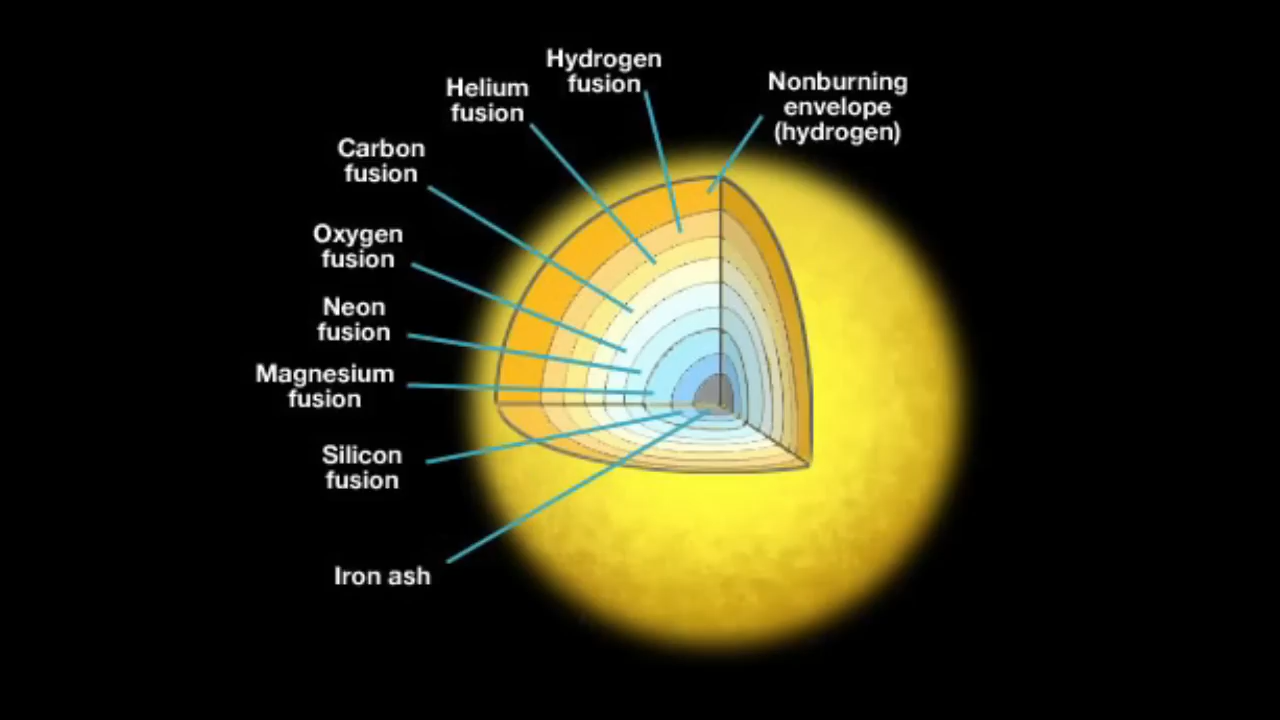 Hydrogen
fusion
Nonburning
envelope
(hydrogen)
Helium
fusion
Carbon
fusion
Oxygen
fusion
Neon
fusion
Magnesium
fusion
Silicon
fusion
Iron ash